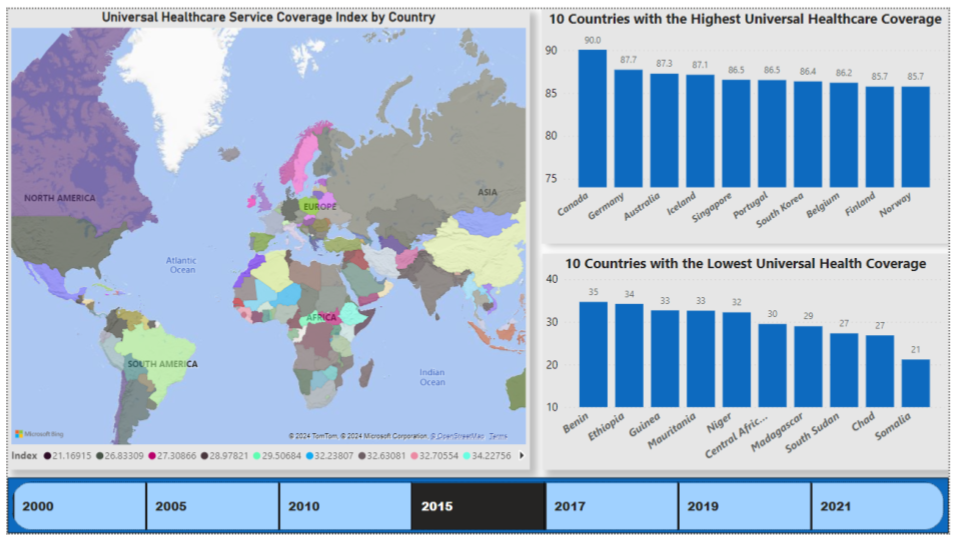 Universal Healthcare Service Coverage Index by Country
NORTH AMERICA
EUROPE
ASIA
Atlantic
Ocean
AFRICA
SOUTH AMERICA
Indian
Ocean
Microsoft Bing
© 2024 TomTom, © 2024 Microsoft Corporation, © OpenStreetMap Terms
Index 21.16915 26.83309 27.30866 28.97821 29.50684 32.23807 32.63081 32.70554 34.22756
10 Countries with the Highest Universal Healthcare Coverage
90.0 87.7 87.3 87.1 86.5 86.5 86.4 86.2 85.7 85.7
90
85
80
75
Canada Germany Australia Iceland Singapore Portugal South Korea Belgium Finland Norway
10 Countries with the Lowest Universal Health Coverage
35 34 33 33 32 30 29 27 27 21
40
30
20
10
Benin Ethiopia Guinea Mauritania Niger Central Afric... Madagascar South Sudan Chad Somalia
2000 2005 2010 2015 2017 2019 2021